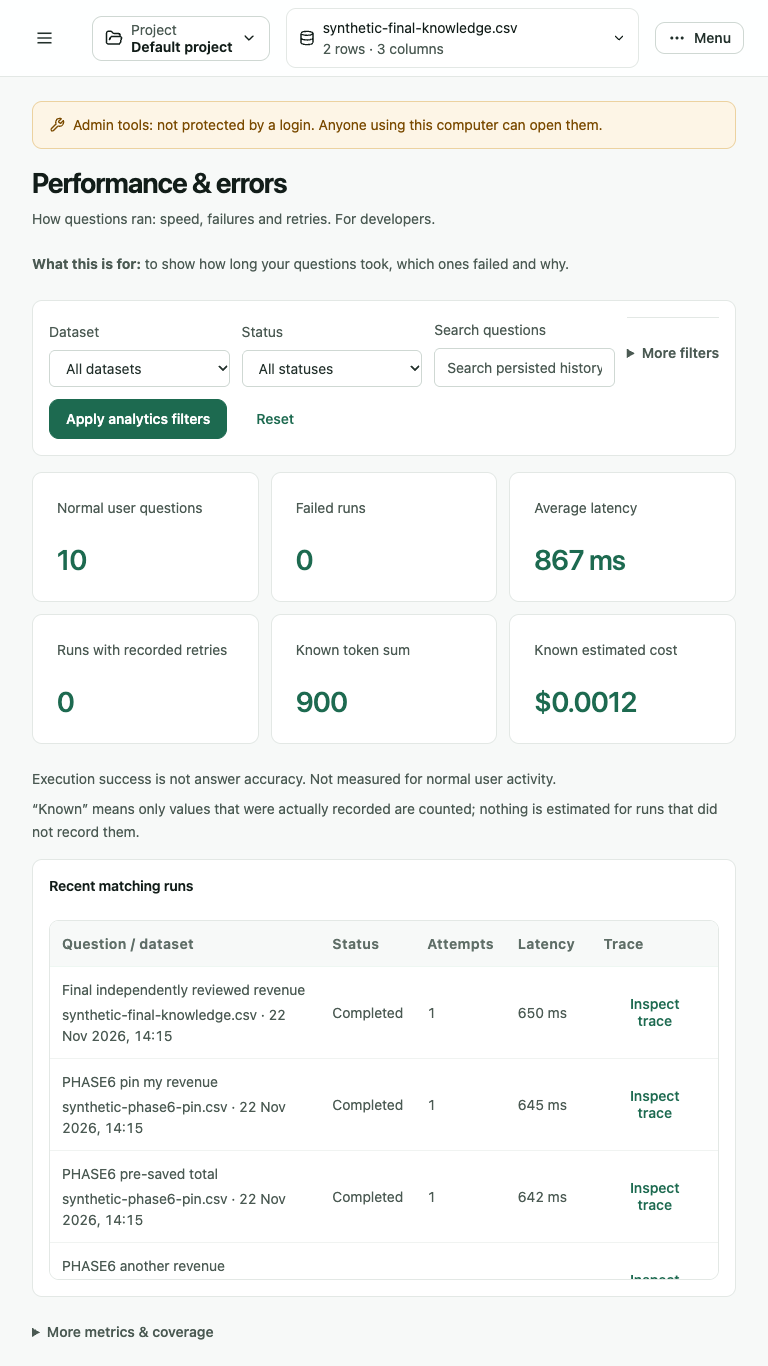 Project
Default project
synthetic-final-knowledge.csv
2 rows · 3 columns
Menu
Admin tools: not protected by a login. Anyone using this computer can open them.
Performance & errors
How questions ran: speed, failures and retries. For developers.
What this is for: to show how long your questions took, which ones failed and why.
Dataset
Status
Search questions
All datasets
All statuses
Search persisted history
More filters
Apply analytics filters
Reset
Normal user questions
10
Failed runs
0
Average latency
867 ms
Runs with recorded retries
0
Known token sum
900
Known estimated cost
$0.0012
Execution success is not answer accuracy. Not measured for normal user activity.
“Known” means only values that were actually recorded are counted; nothing is estimated for runs that did
not record them.
Recent matching runs
Question / dataset Status Attempts Latency Trace
Final independently reviewed revenue
synthetic-final-knowledge.csv · 22
Nov 2026, 14:15
Completed
1
650 ms
Inspect
trace
PHASE6 pin my revenue
synthetic-phase6-pin.csv · 22 Nov
2026, 14:15
Completed
1
645 ms
Inspect
trace
PHASE6 pre-saved total
synthetic-phase6-pin.csv · 22 Nov
2026, 14:15
Completed
1
642 ms
Inspect
trace
PHASE6 another revenue
Inspect
More metrics & coverage